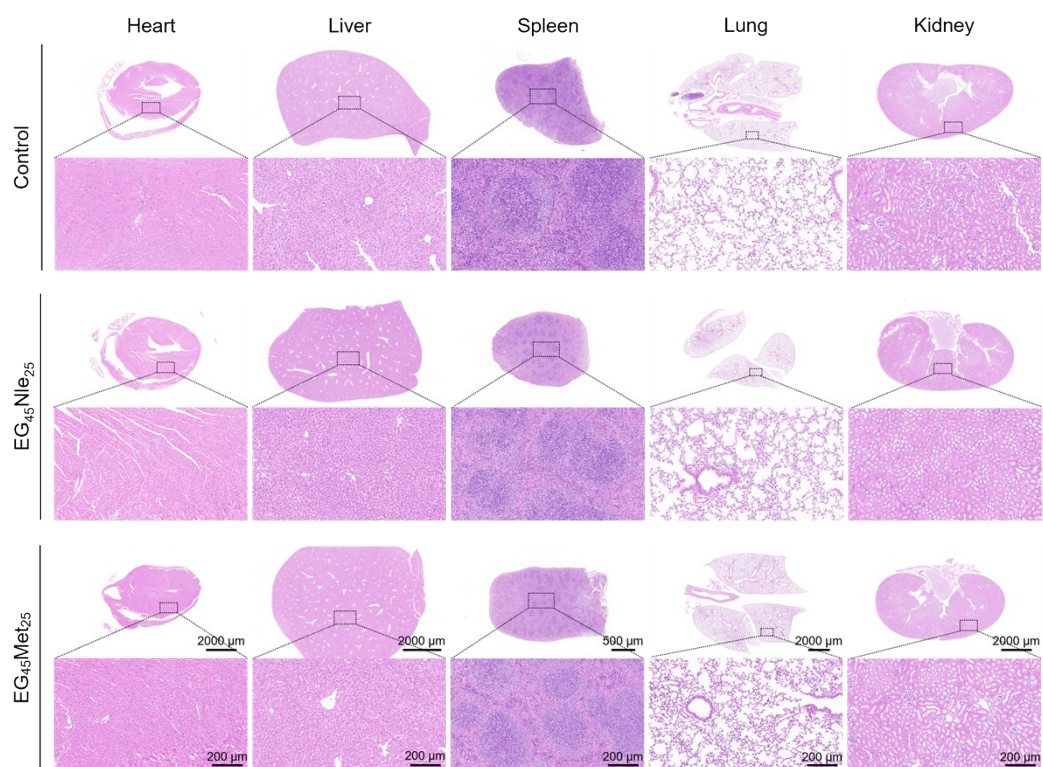 Heart Liver Spleen Lung Kidney
Control
EG₄₅Nle₂₅
EG₄₅Met₂₅
2000 μm 2000 μm 500 μm 2000 μm 2000 μm
200 μm 200 μm 200 μm 200 μm 200 μm